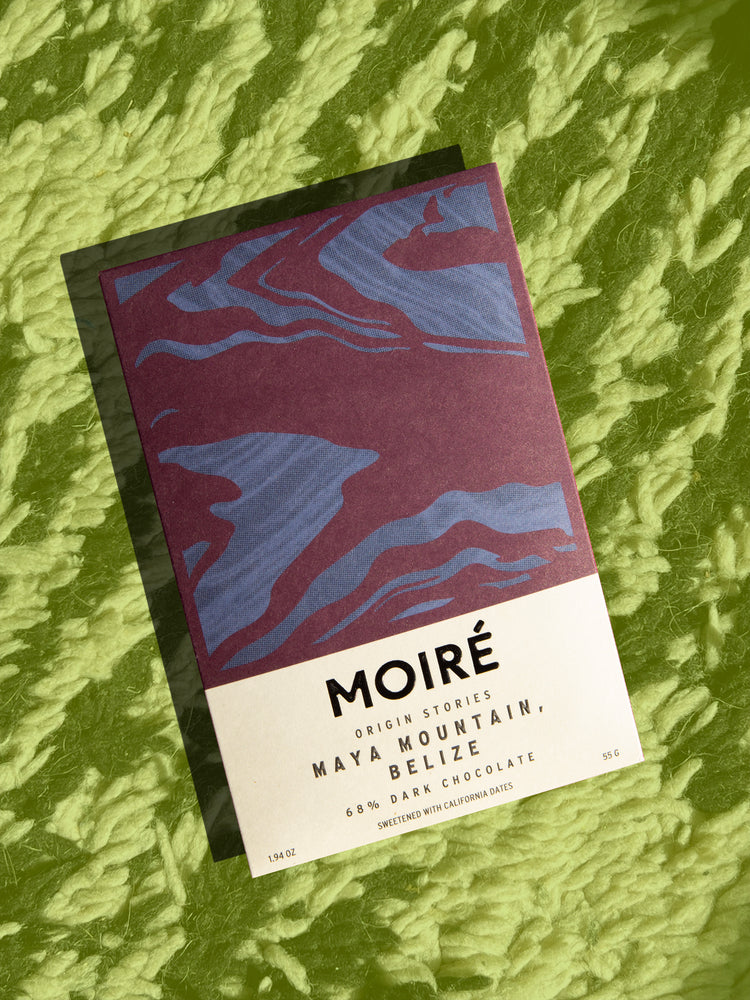 MOIRÉ
ORIGIN STORIES
MAYA MOUNTAIN,
BELIZE
68% DARK CHOCOLATE
SWEETENED WITH CALIFORNIA DATES
1.94 OZ
55 G